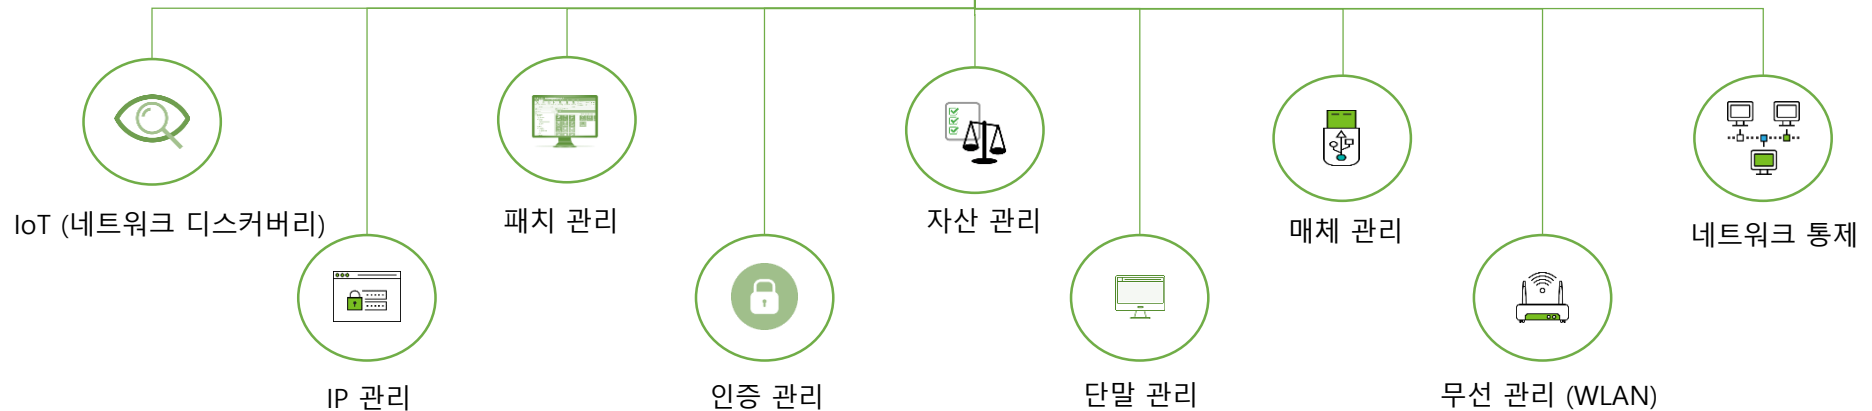 IoT (네트워크 디스커버리)
패치 관리
자산 관리
매체 관리
네트워크 통제
IP 관리
인증 관리
단말 관리
무선 관리 (WLAN)